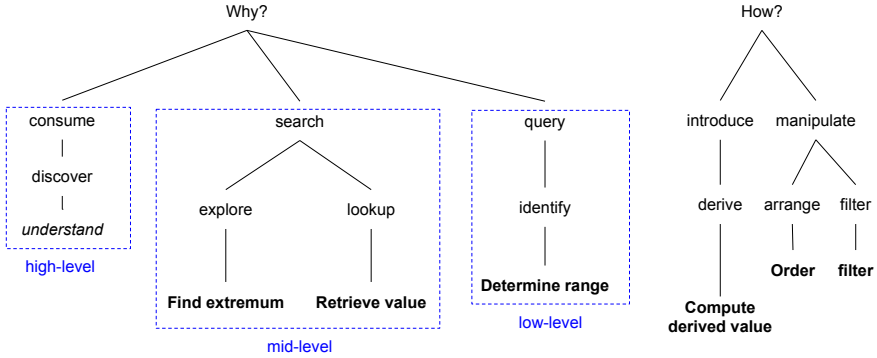 Why?
How?
consume
search
query
introduce
manipulate
discover
explore
lookup
identify
derive
arrange
filter
understand
high-level
Find extremum
Retrieve value
Determine range
Order
filter
Compute
derived value
low-level
mid-level